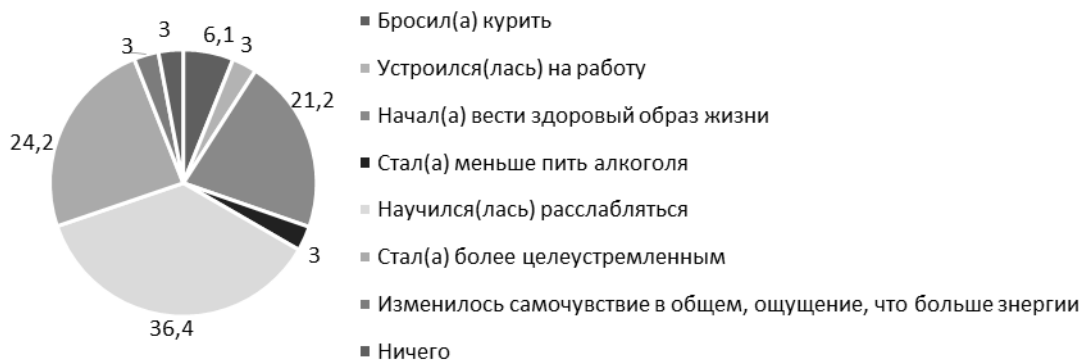 3
3
6,1
3
21,2
24,2
3
36,4
Бросил(а) курить
Устроился(лась) на работу
Начал(а) вести здоровый образ жизни
Стал(а) меньше пить алкоголя
Научился(лась) расслабляться
Стал(а) более целеустремленным
Изменилось самочувствие в общем, ощущение, что больше знергии
Ничего